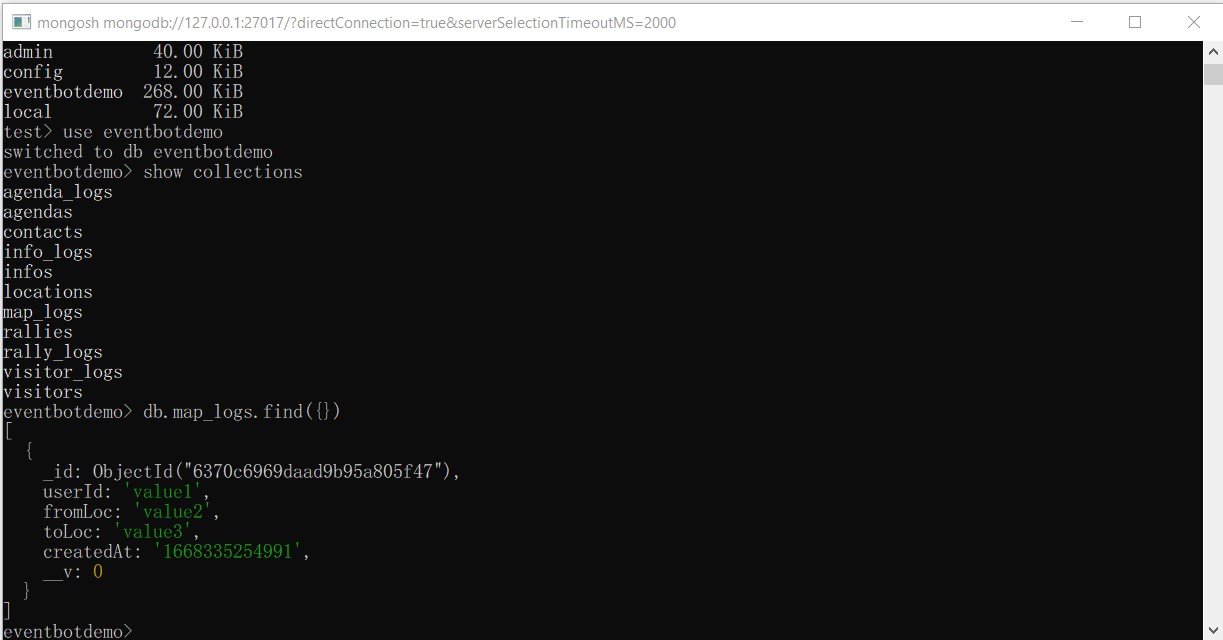 mongosh mongodb://127.0.0.1:27017/?directConnection=true&serverSelectionTimeoutMS=2000
admin          40.00 KiB
config         12.00 KiB
eventbotdemo  268.00 KiB
local          72.00 KiB
test> use eventbotdemo
switched to db eventbotdemo
eventbotdemo> show collections
agenda_logs
agendas
contacts
info_logs
infos
locations
map_logs
rallies
rally_logs
visitor_logs
visitors
eventbotdemo> db.map_logs.find({})
[
  {
    _id: ObjectId("6370c6969daad9b95a805f47"),
    userId: 'value1',
    fromLoc: 'value2',
    toLoc: 'value3',
    createdAt: '1668335254991',
    __v: 0
  }
]
eventbotdemo>